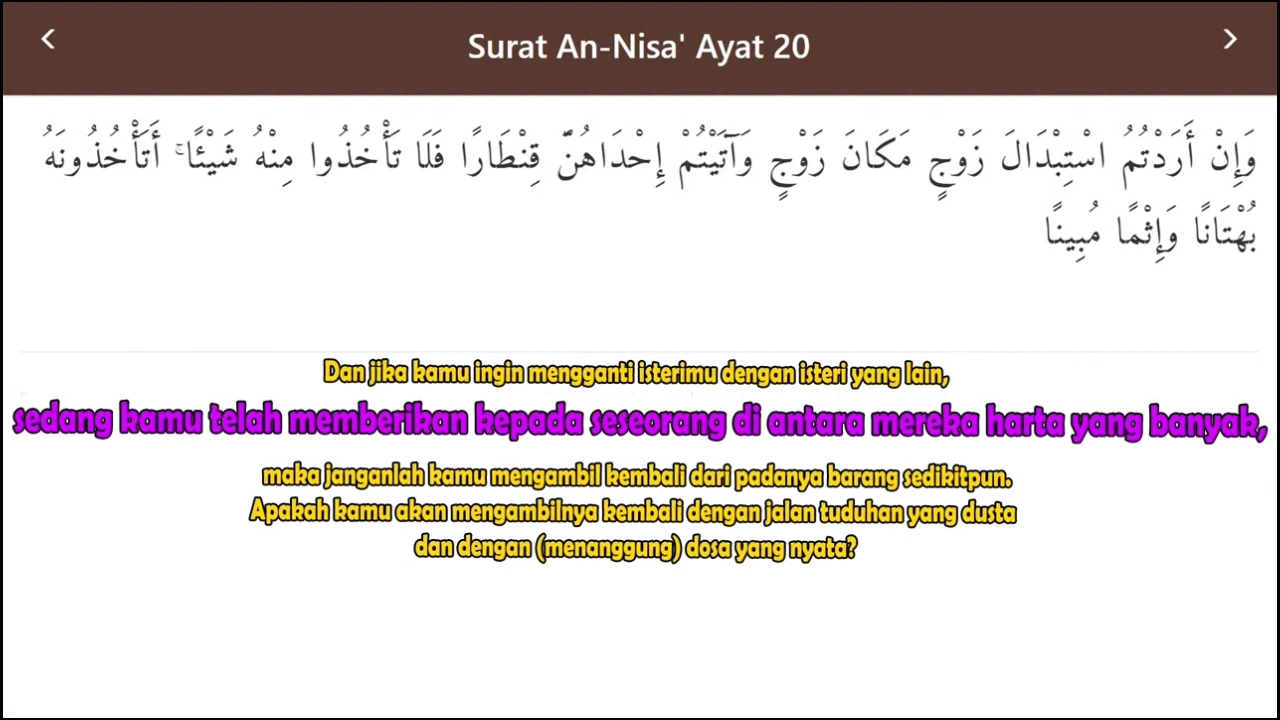 Surat An-Nisa' Ayat 20
وَإِنْ أَرَدْتُمُ اسْتِبْدَالَ زَوْجٍ مَكَانَ زَوْجٍ وَآتَيْتُمْ إِحْدَاهُنَّ قِنْطَارًا فَلَا تَأْخُذُوا مِنْهُ شَيْئًا ۚ أَتَأْخُذُونَهُ
بُهْتَانًا وَإِثْمًا مُبِينًا
Dan jika kamu ingin mengganti isterimu dengan isteri yang lain,
sedang kamu telah memberikan kepada seseorang di antara mereka harta yang banyak,
maka janganlah kamu mengambil kembali dari padanya barang sedikitpun.
Apakah kamu akan mengambilnya kembali dengan jalan tuduhan yang dusta
dan dengan (menanggung) dosa yang nyata?